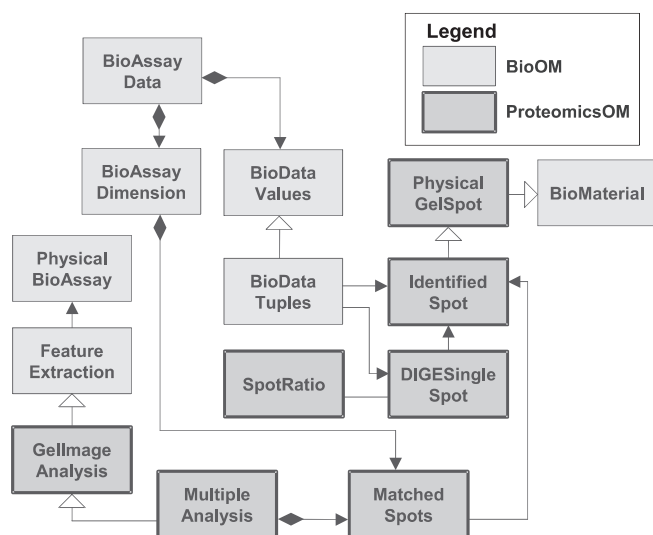 Legend
BioOM
ProteomicsOM
BioAssay
Data
BioAssay
Dimension
BioData
Values
Physical
GelSpot
BioMaterial
Physical
BioAssay
BioData
Tuples
Identified
Spot
Feature
Extraction
SpotRatio
DIGESingle
Spot
GelImage
Analysis
Multiple
Analysis
Matched
Spots